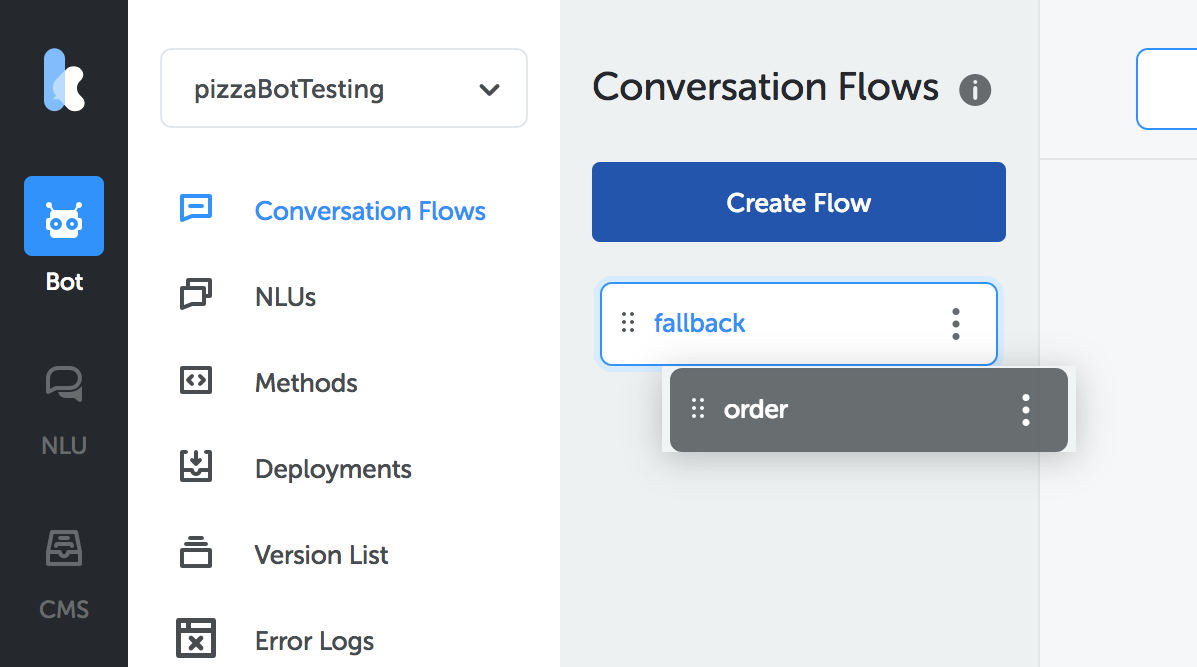 pizzaBotTesting
Conversation Flows
Create Flow
Bot
Conversation Flows
NLUs
fallback
Methods
order
NLU
Deployments
Version List
CMS
Error Logs